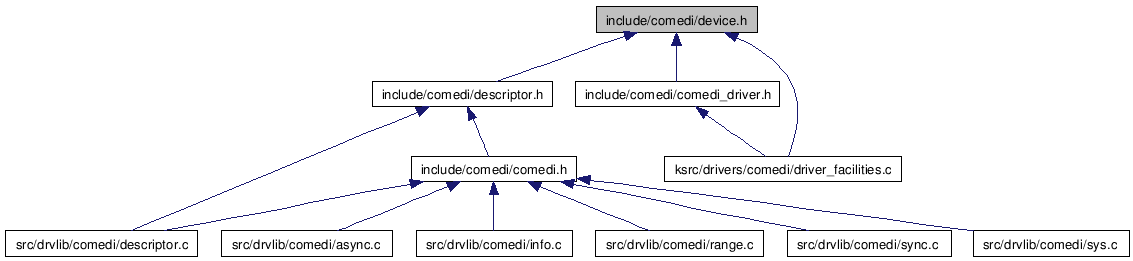 include/comedi/device.h
include/comedi/descriptor.h
include/comedi/comedi_driver.h
include/comedi/comedi.h
ksrc/drivers/comedi/driver_facilities.c
src/drvlib/comedi/descriptor.c
src/drvlib/comedi/async.c
src/drvlib/comedi/info.c
src/drvlib/comedi/range.c
src/drvlib/comedi/sync.c
src/drvlib/comedi/sys.c